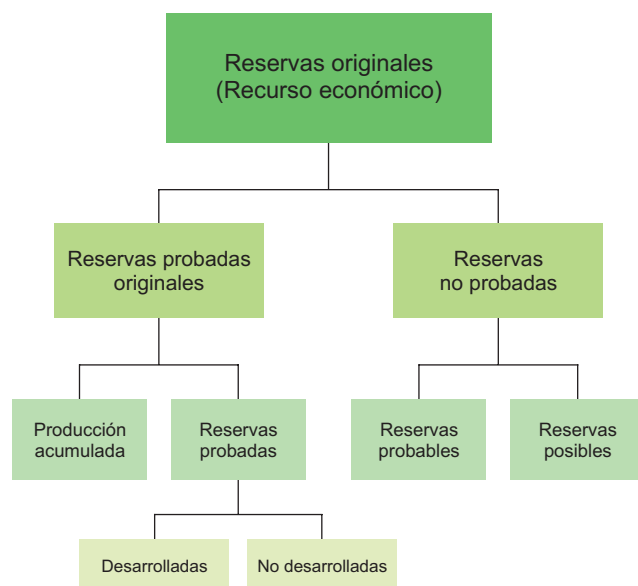 Reservas originales
(Recurso económico)
Reservas probadas
originales
Reservas
no probadas
Producción
acumulada
Reservas
probadas
Reservas
probables
Reservas
posibles
Desarrolladas
No desarrolladas